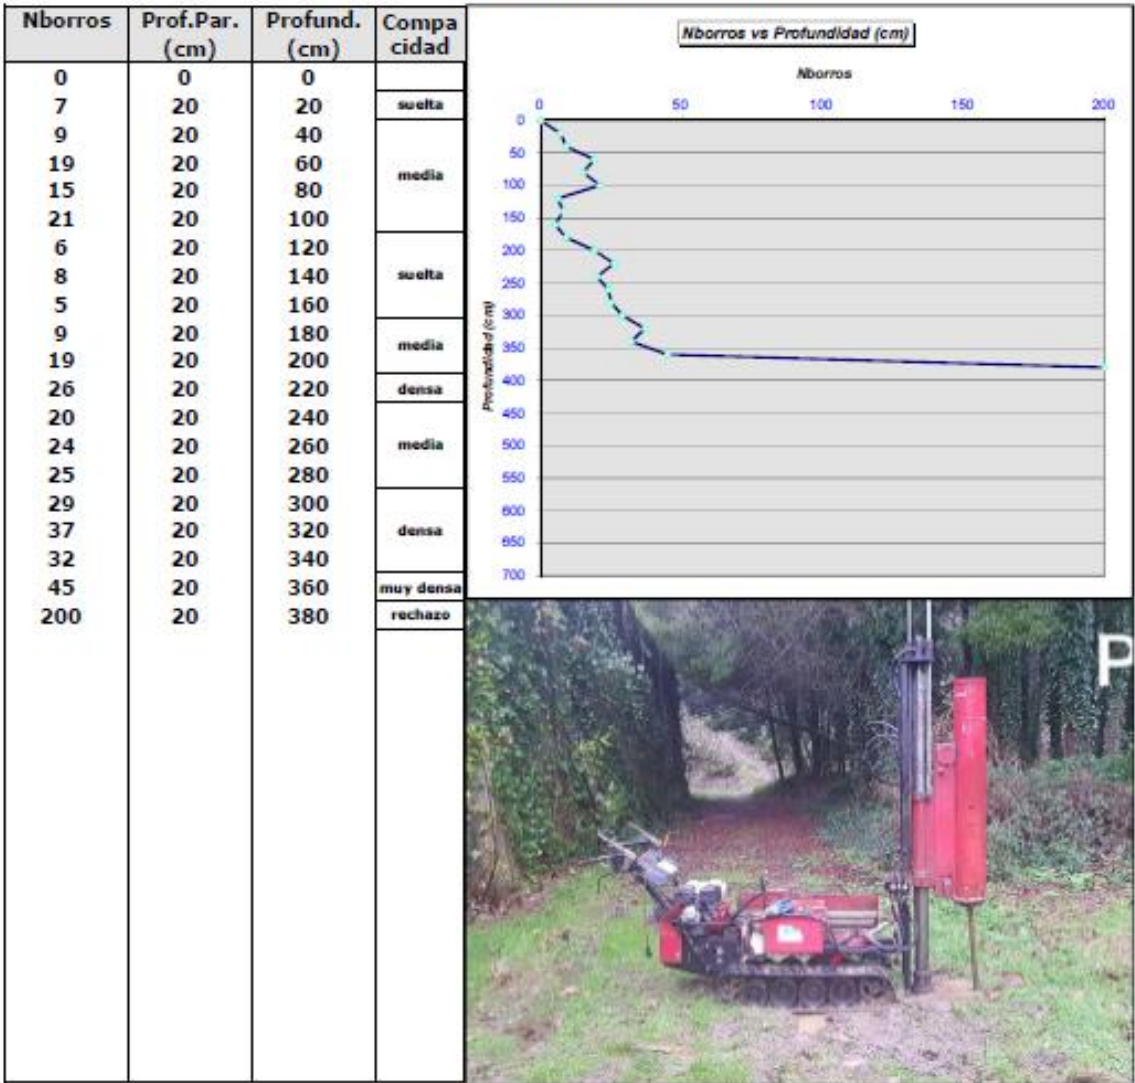 Nborros Prof.Par. (cm) Profund. (cm) Compa cidad
0 0 0
7 20 20 suelta
9 20 40
19 20 60
media
15 20 80
21 20 100
6 20 120
8 20 140 suelta
5 20 160
9 20 180
media
19 20 200
26 20 220 densa
20 20 240
24 20 260 media
25 20 280
29 20 300
37 20 320 densa
32 20 340
45 20 360 muy densa
200 20 380 rechazo
Nborros vs Profundidad (cm)
Nborros
0 50 100 150 200
0
50
100
150
200
250
300
350
400
450
500
550
600
650
700
Profundidad (cm)
P